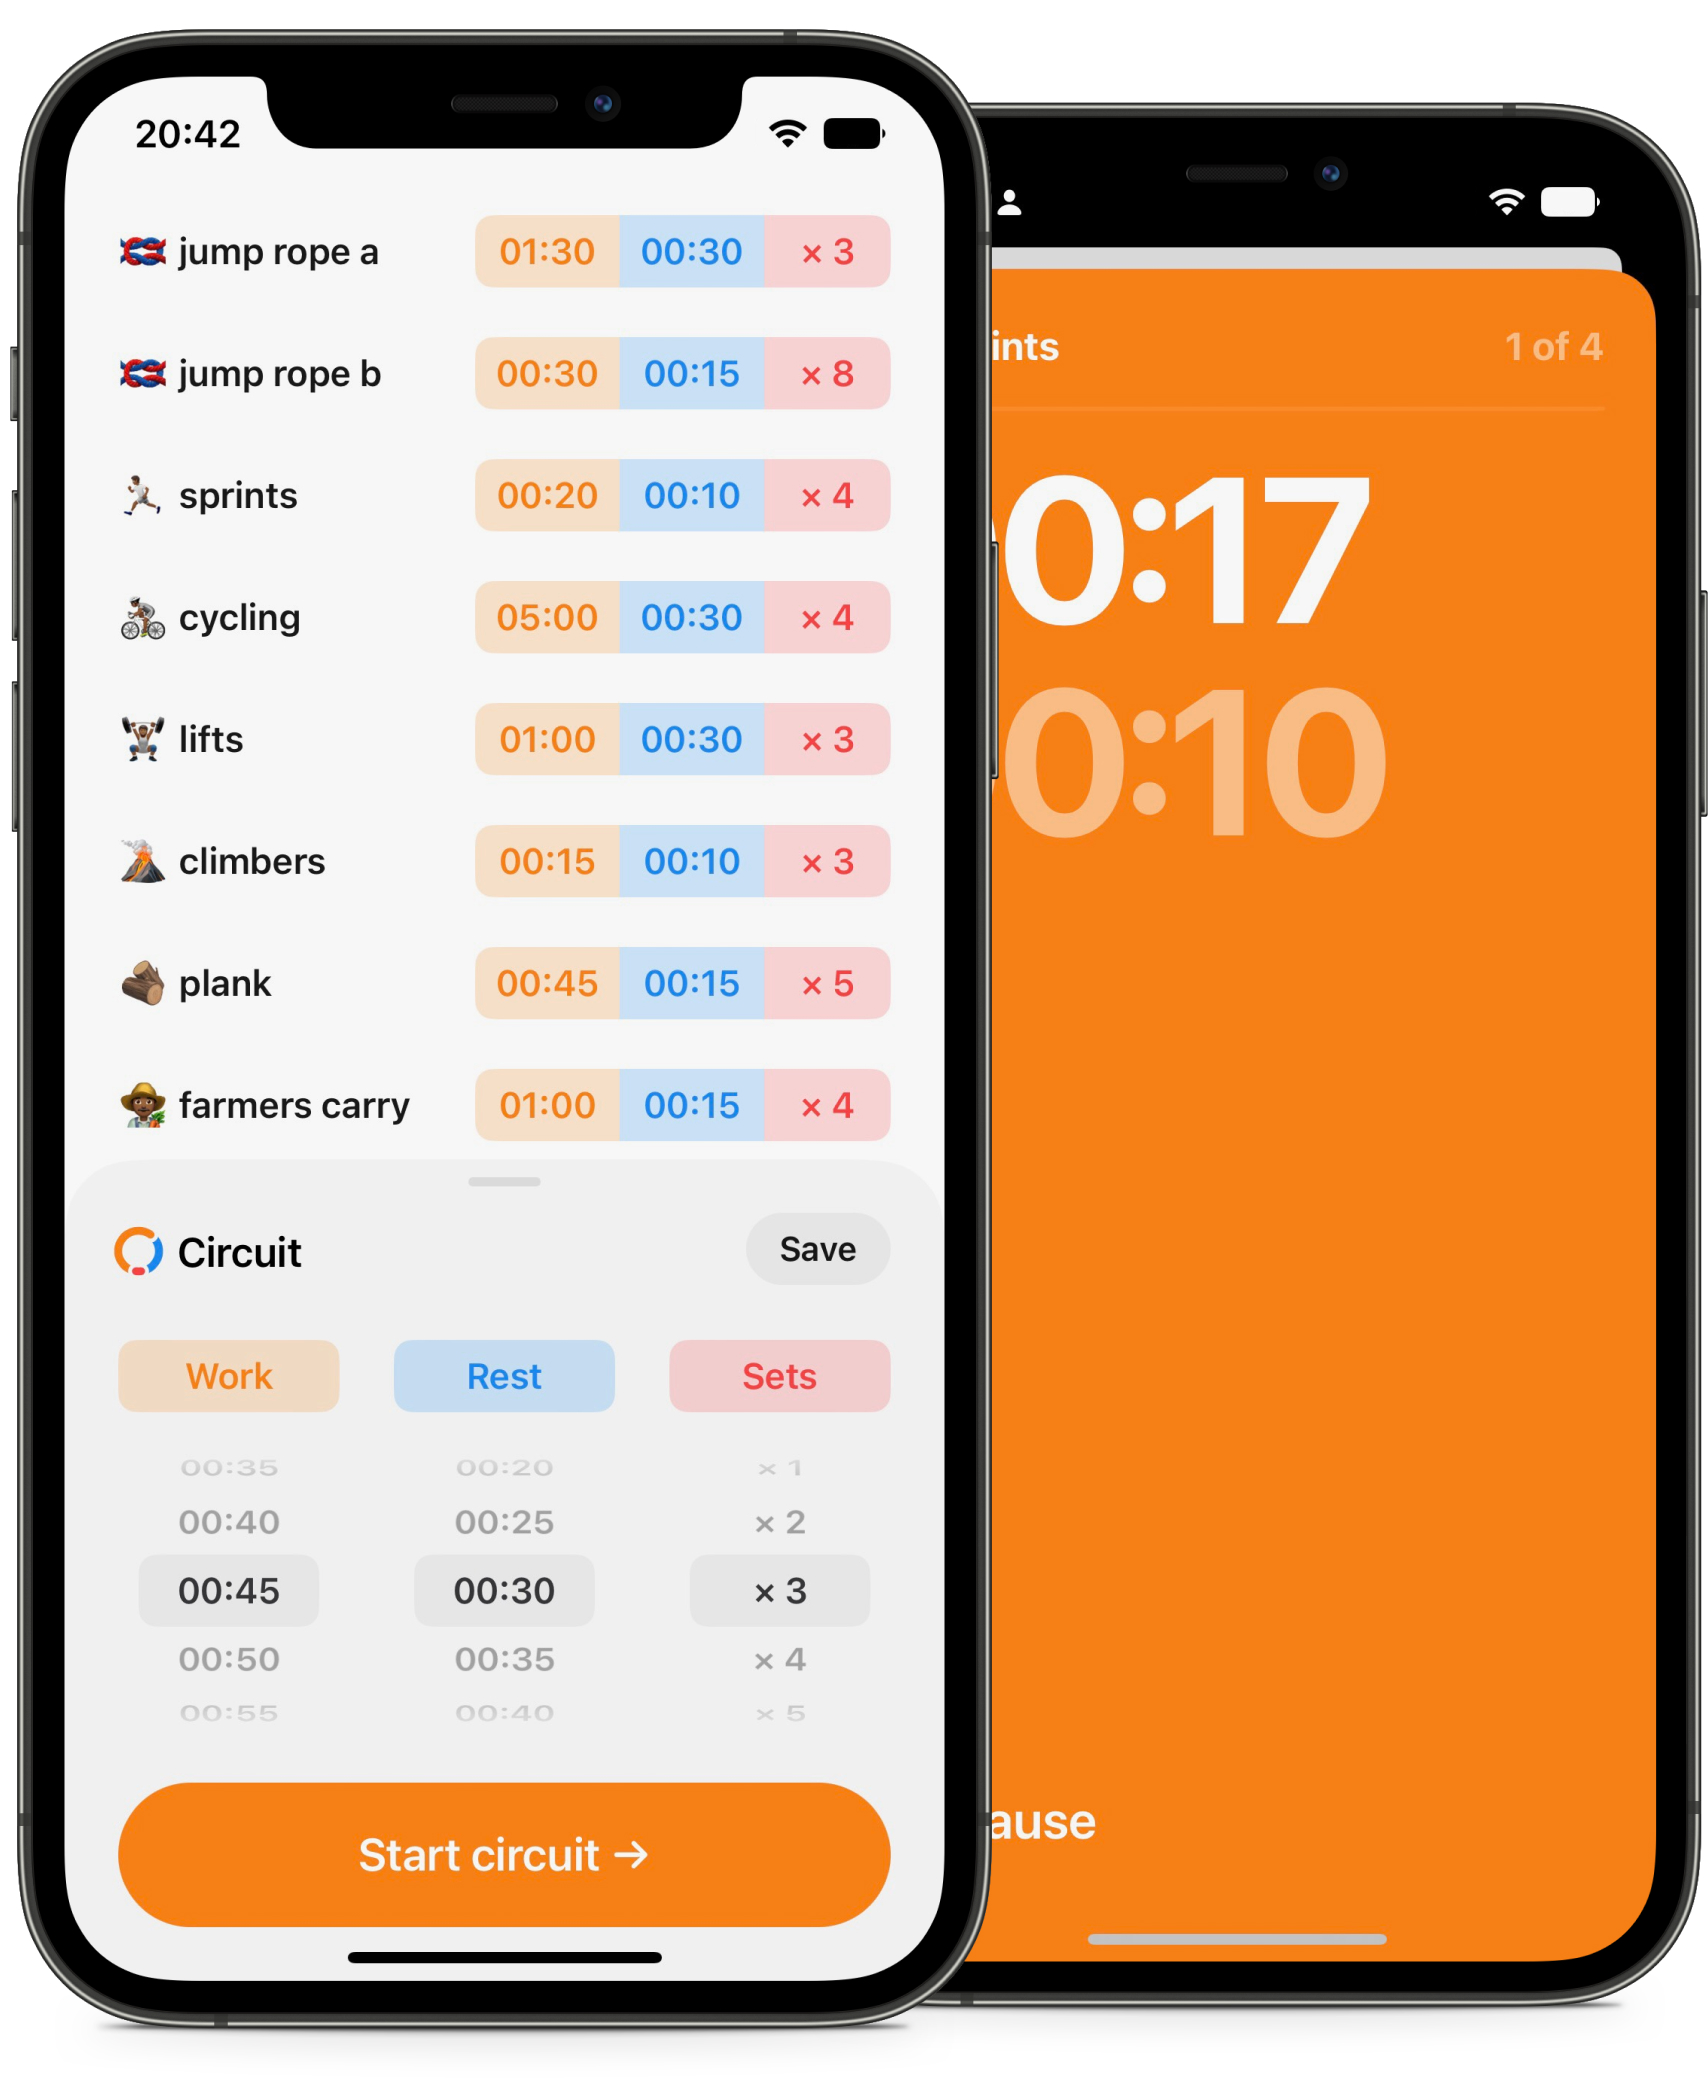 20:42
jump rope a 01:30 00:30 × 3
jump rope b 00:30 00:15 × 8
sprints 00:20 00:10 × 4
cycling 05:00 00:30 × 4
lifts 01:00 00:30 × 3
climbers 00:15 00:10 × 3
plank 00:45 00:15 × 5
farmers carry 01:00 00:15 × 4
Circuit Save
Work Rest Sets
00:35 00:20 × 1
00:40 00:25 × 2
00:45 00:30 × 3
00:50 00:35 × 4
00:55 00:40 × 5
Start circuit →
ints 1 of 4
0:17
0:10
ause